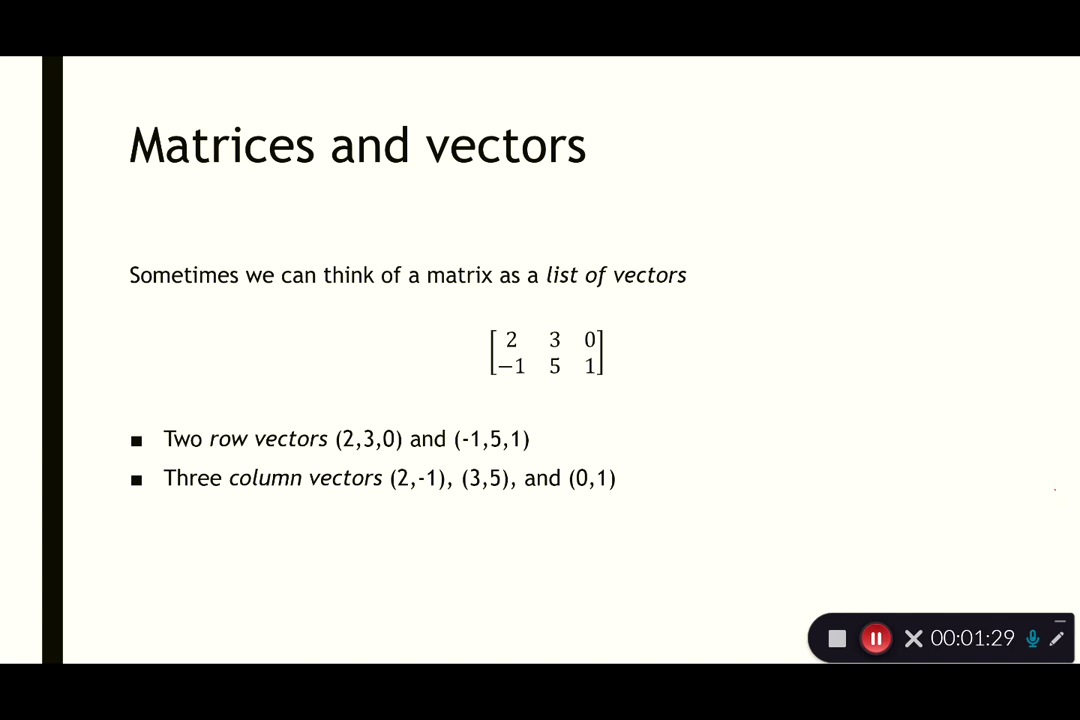 Matrices and vectors
Sometimes we can think of a matrix as a list of vectors
[2 3 0
−1 5 1]
■ Two row vectors (2,3,0) and (-1,5,1)
■ Three column vectors (2,-1), (3,5), and (0,1)
00:01:29